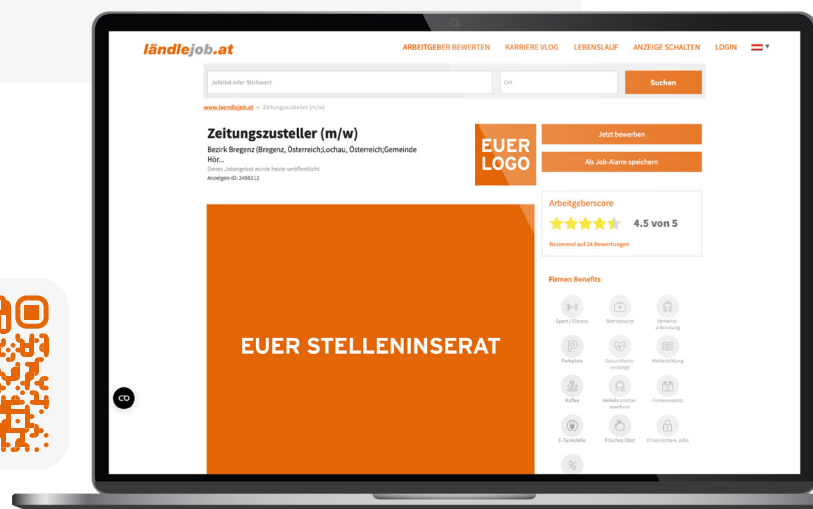 ländlejob.at
ARBEITGEBER BEWERTEN KARRIERE VLOG LEBENSLAUF ANZEIGE SCHALTEN LOGIN
Jobtitel oder Stichwort Ort Suchen
www.laendlejob.at > Zeitungszusteller (m/w)
Zeitungszusteller (m/w)
Bezirk Bregenz (Bregenz, Österreich;Lochau, Österreich;Gemeinde
Hör...
Dieses Jobangebot wurde heute veröffentlicht
Anzeigen-ID: 2498212
EUER
LOGO
Jetzt bewerben
Als Job-Alarm speichern
Arbeitgeberscore
4.5 von 5
Basierend auf 24 Bewertungen
EUER STELLENINSERAT
Firmen Benefits
Sport / Fitness Betriebsarzt Verkehrs-
anbindung
Parkplatz Gesundheits-
vorsorge Weiterbildung
Kaffee Verkehrsmittel
zuschuss Firmenevents
E-Tankstelle Frisches Obst Krisensichere Jobs